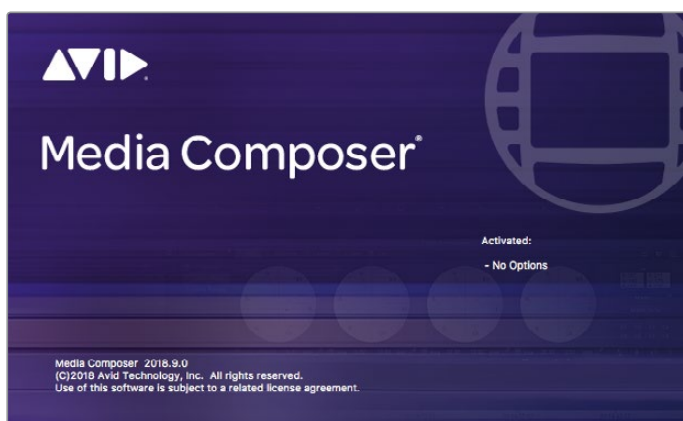 AVID
Media Composer®
Activated:
- No Options
Media Composer 2018.9.0
(C)2018 Avid Technology, Inc. All rights reserved.
Use of this software is subject to a related license agreement.